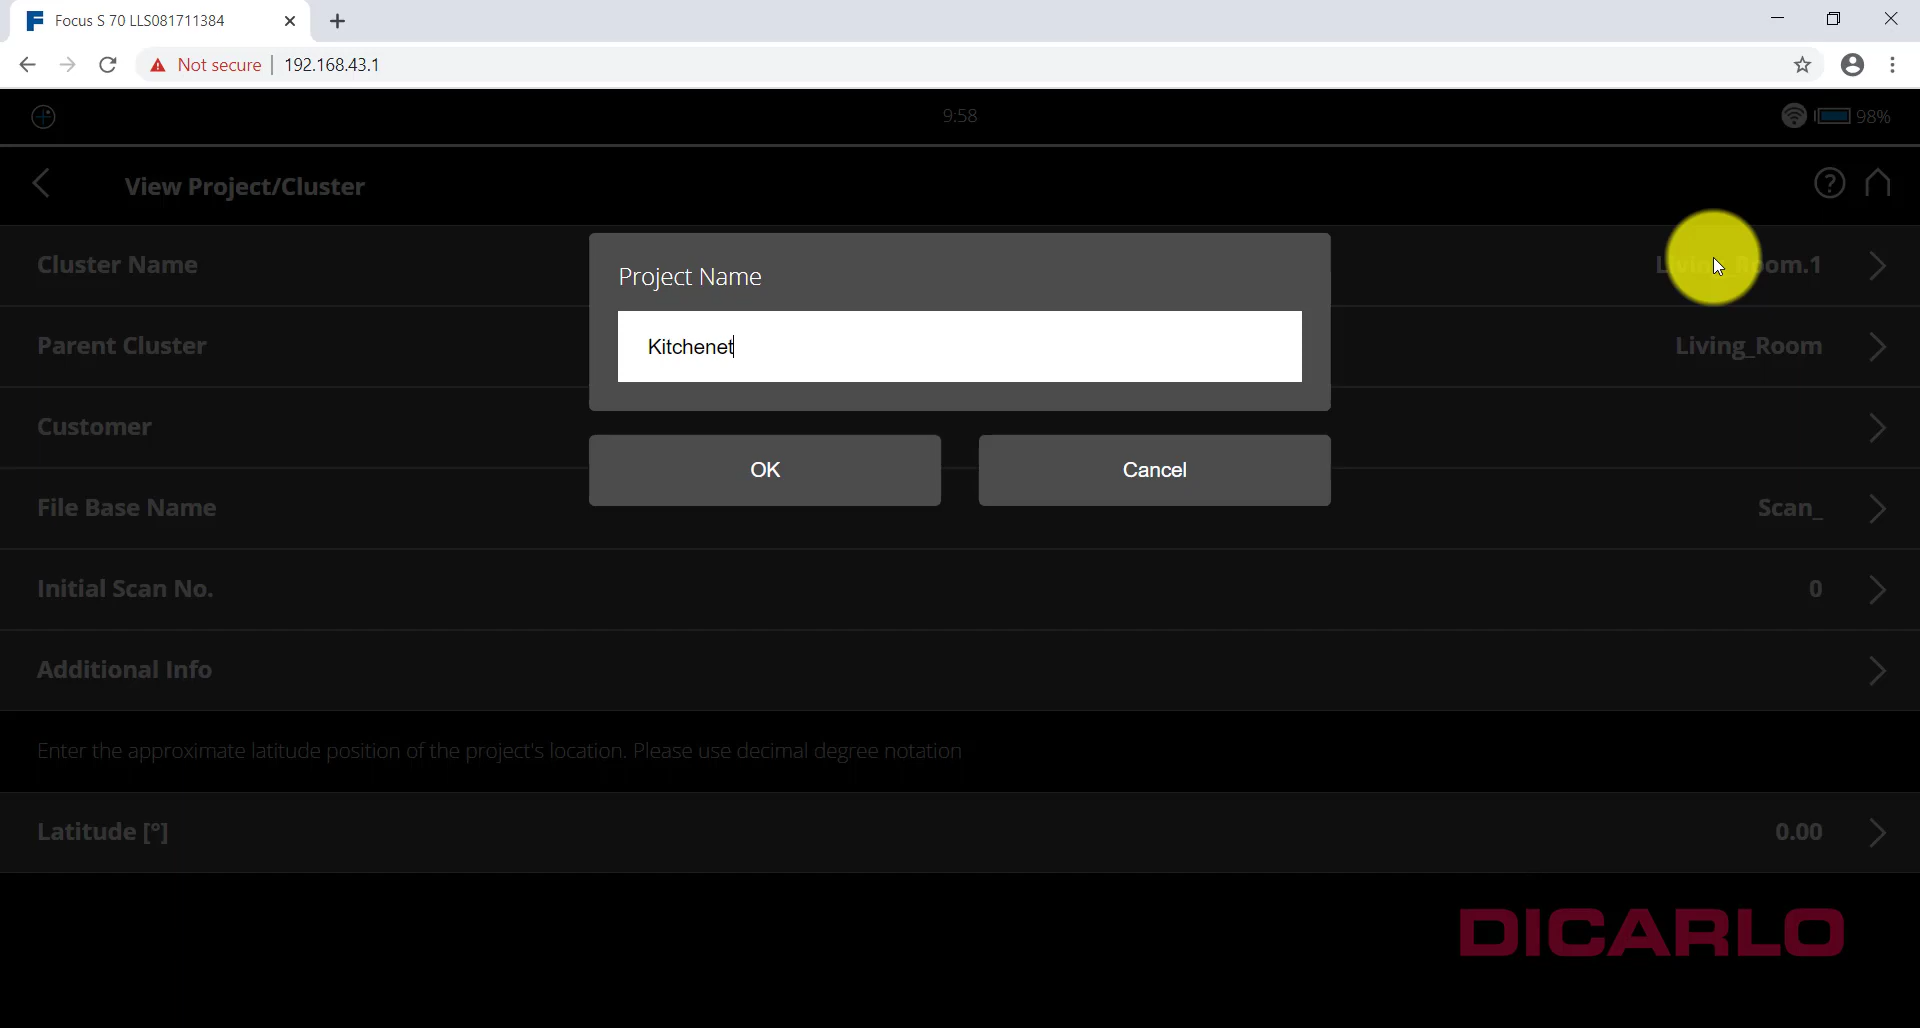 Focus S 70 LLS081711384
Not secure 192.168.43.1
9:58
98%
View Project/Cluster
Cluster Name
Project Name
Kitchenet
OK
Cancel
Parent Cluster
Living_Room
Customer
File Base Name
Scan_
Initial Scan No.
0
Additional Info
Enter the approximate latitude position of the project's location. Please use decimal degree notation
Latitude [°]
0.00
DICARLO